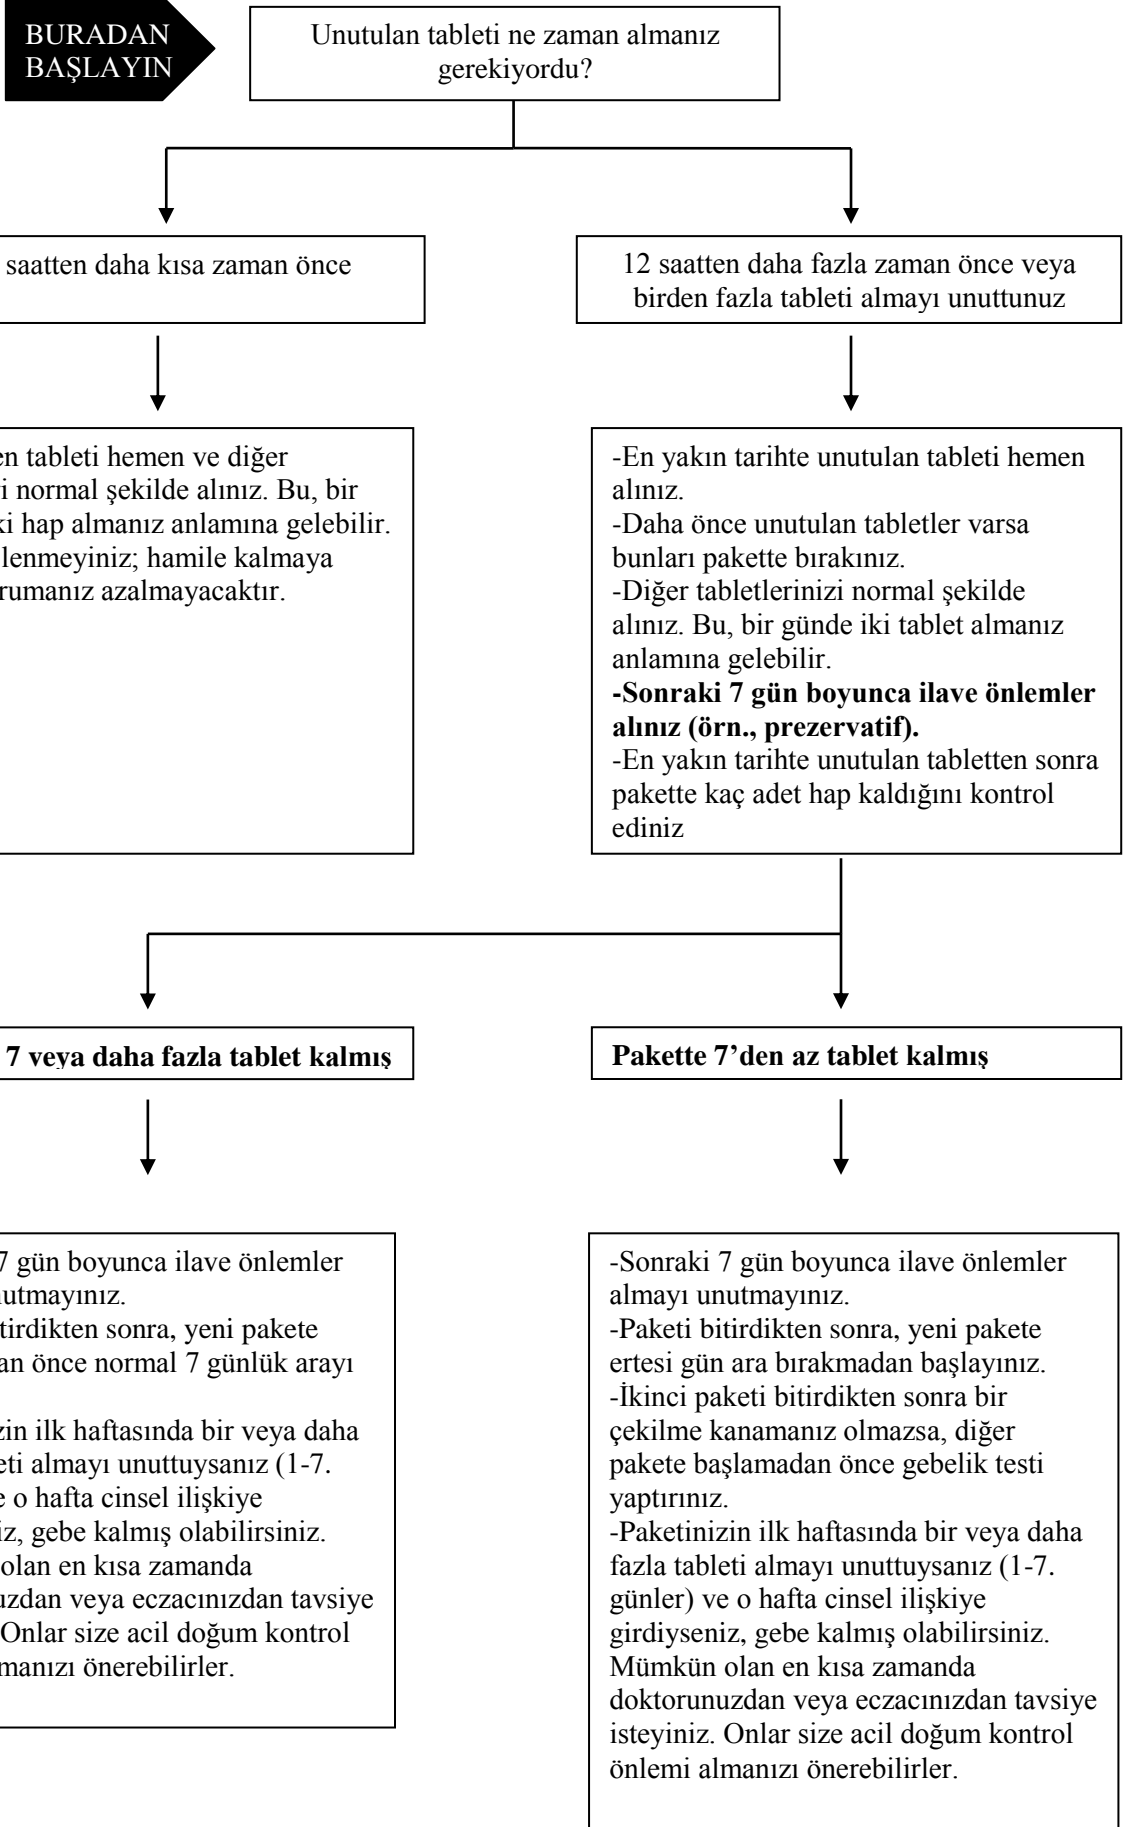 BURADAN
BAŞLAYIN
Unutulan tableti ne zaman almanız
gerekiyordu?
saatten daha kısa zaman önce
12 saatten daha fazla zaman önce veya
birden fazla tableti almayı unuttunuz
en tableti hemen ve diğer
i normal şekilde alınız. Bu, bir
ki hap almanız anlamına gelebilir.
lenmeyiniz; hamile kalmaya
rumanız azalmayacaktır.
-En yakın tarihte unutulan tableti hemen
alınız.
-Daha önce unutulan tabletler varsa
bunları pakette bırakınız.
-Diğer tabletlerinizi normal şekilde
alınız. Bu, bir günde iki tablet almanız
anlamına gelebilir.
-Sonraki 7 gün boyunca ilave önlemler
alınız (örn., prezervatif).
-En yakın tarihte unutulan tabletten sonra
pakette kaç adet hap kaldığını kontrol
ediniz
7 veya daha fazla tablet kalmış
Pakette 7’den az tablet kalmış
7 gün boyunca ilave önlemler
nutmayınız.
tirdikten sonra, yeni pakete
an önce normal 7 günlük arayı
zin ilk haftasında bir veya daha
eti almayı unuttuysanız (1-7.
e o hafta cinsel ilişkiye
iz, gebe kalmış olabilirsiniz.
olan en kısa zamanda
uzdan veya eczacınızdan tavsiye
Onlar size acil doğum kontrol
manızı önerebilirler.
-Sonraki 7 gün boyunca ilave önlemler
almayı unutmayınız.
-Paketi bitirdikten sonra, yeni pakete
ertesi gün ara bırakmadan başlayınız.
-İkinci paketi bitirdikten sonra bir
çekilme kanamanız olmazsa, diğer
pakete başlamadan önce gebelik testi
yaptırınız.
-Paketinizin ilk haftasında bir veya daha
fazla tableti almayı unuttuysanız (1-7.
günler) ve o hafta cinsel ilişkiye
girdiyseniz, gebe kalmış olabilirsiniz.
Mümkün olan en kısa zamanda
doktorunuzdan veya eczacınızdan tavsiye
isteyiniz. Onlar size acil doğum kontrol
önlemi almanızı önerebilirler.